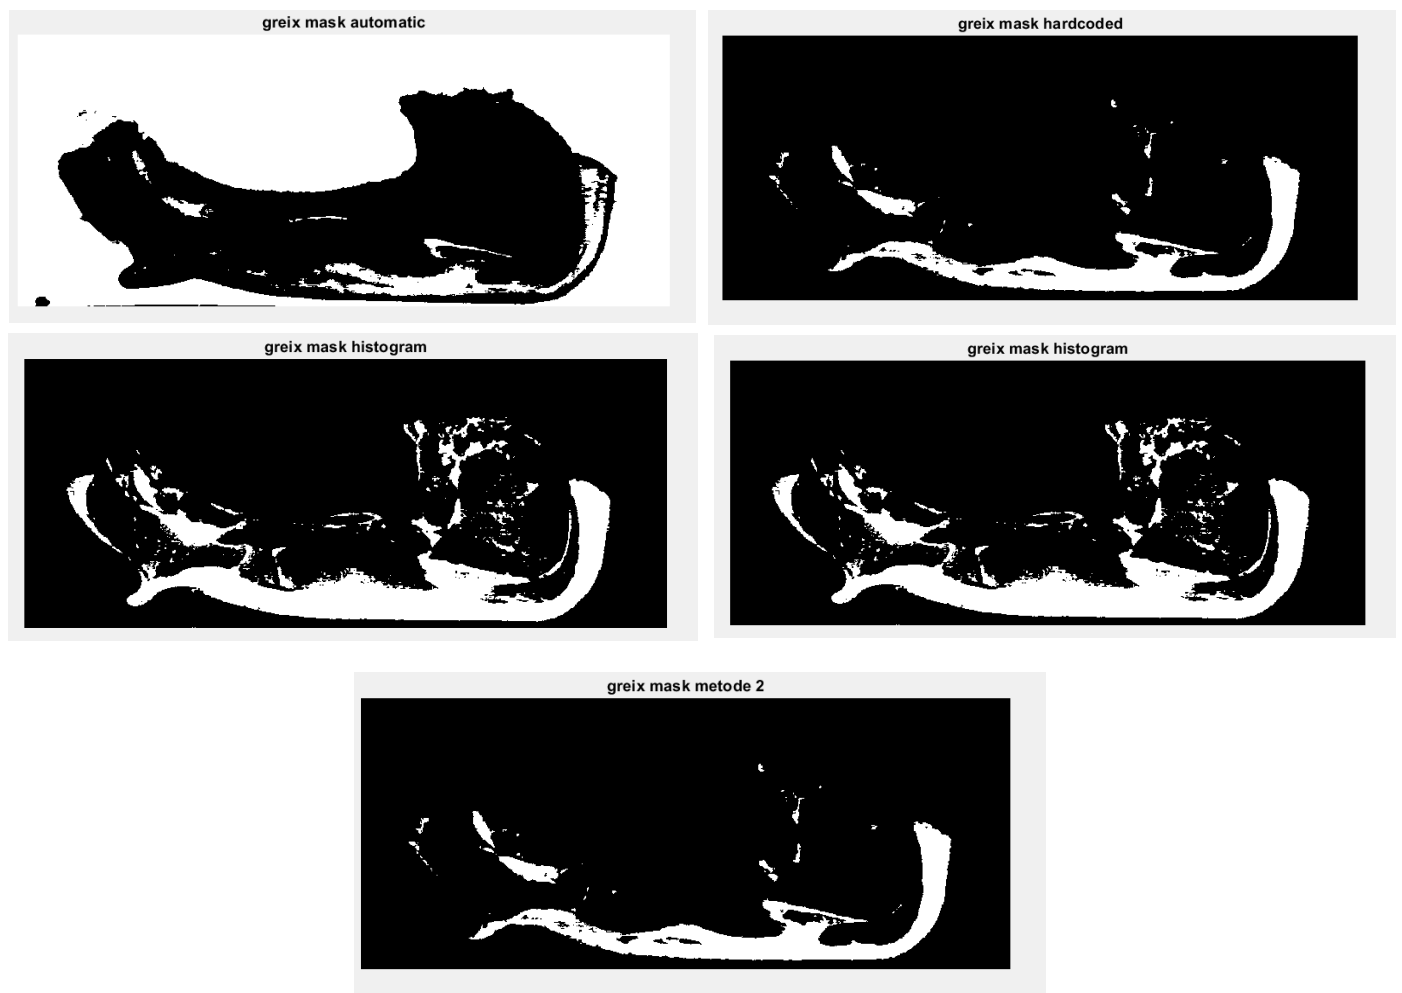 greix mask automatic
greix mask hardcoded
greix mask histogram
greix mask histogram
greix mask metode 2